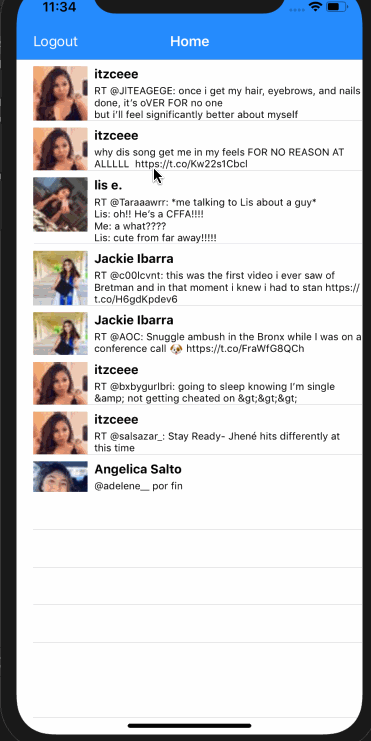 11:34
Logout Home
itzceee
RT @JITEAGEGE: once i get my hair, eyebrows, and nails
done, it's oVER FOR no one
but i'll feel significantly better about myself
itzceee
why dis song get me in my feels FOR NO REASON AT
ALLLLL https://t.co/Kw22s1Cbcl
lis e.
RT @Taraaawrr: *me talking to Lis about a guy*
Lis: oh!! He's a CFFA!!!!
Me: a what????
Lis: cute from far away!!!!!
Jackie Ibarra
RT @c00lcvnt: this was the first video i ever saw of
Bretman and in that moment i knew i had to stan https://
t.co/H6gdKpdev6
Jackie Ibarra
RT @AOC: Snuggle ambush in the Bronx while I was on a
conference call 🐶 https://t.co/FraWfG8QCh
itzceee
RT @bxbygurlbri: going to sleep knowing I'm single
&amp; not getting cheated on &gt;&gt;&gt;
itzceee
RT @salsazar_: Stay Ready- Jhené hits differently at
this time
Angelica Salto
@adelene__ por fin